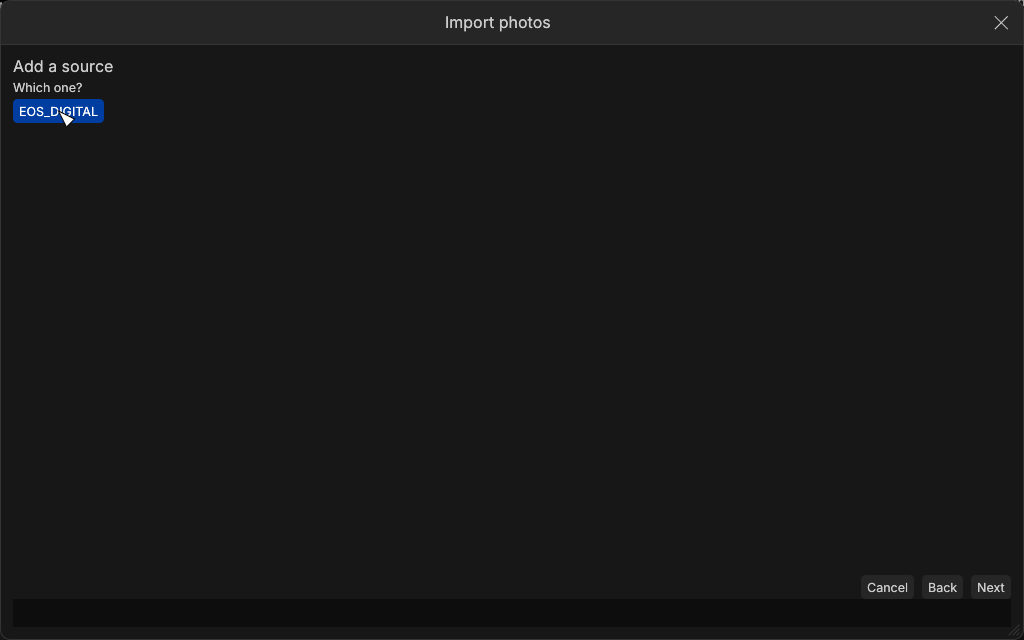 Import photos
Add a source
Which one?
EOS_DIGITAL
Cancel Back Next